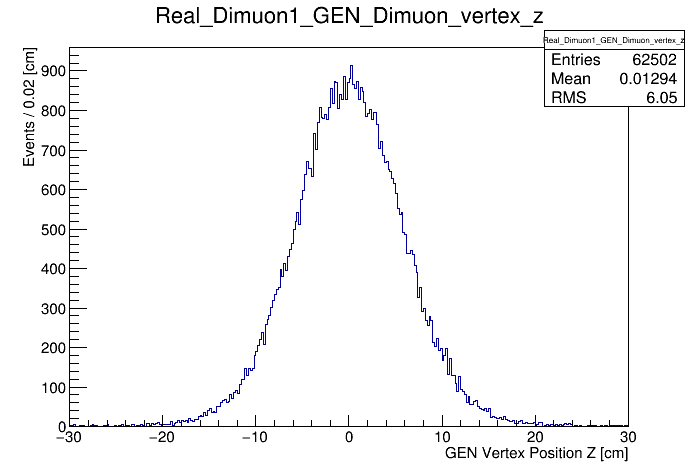 Real_Dimuon1_GEN_Dimuon_vertex_z
Real_Dimuon1_GEN_Dimuon_vertex_z
Entries 62502
Mean 0.01294
RMS 6.05
Events / 0.02 [cm]
900
800
700
600
500
400
300
200
100
0
−30 −20 −10 0 10 20 30
GEN Vertex Position Z [cm]